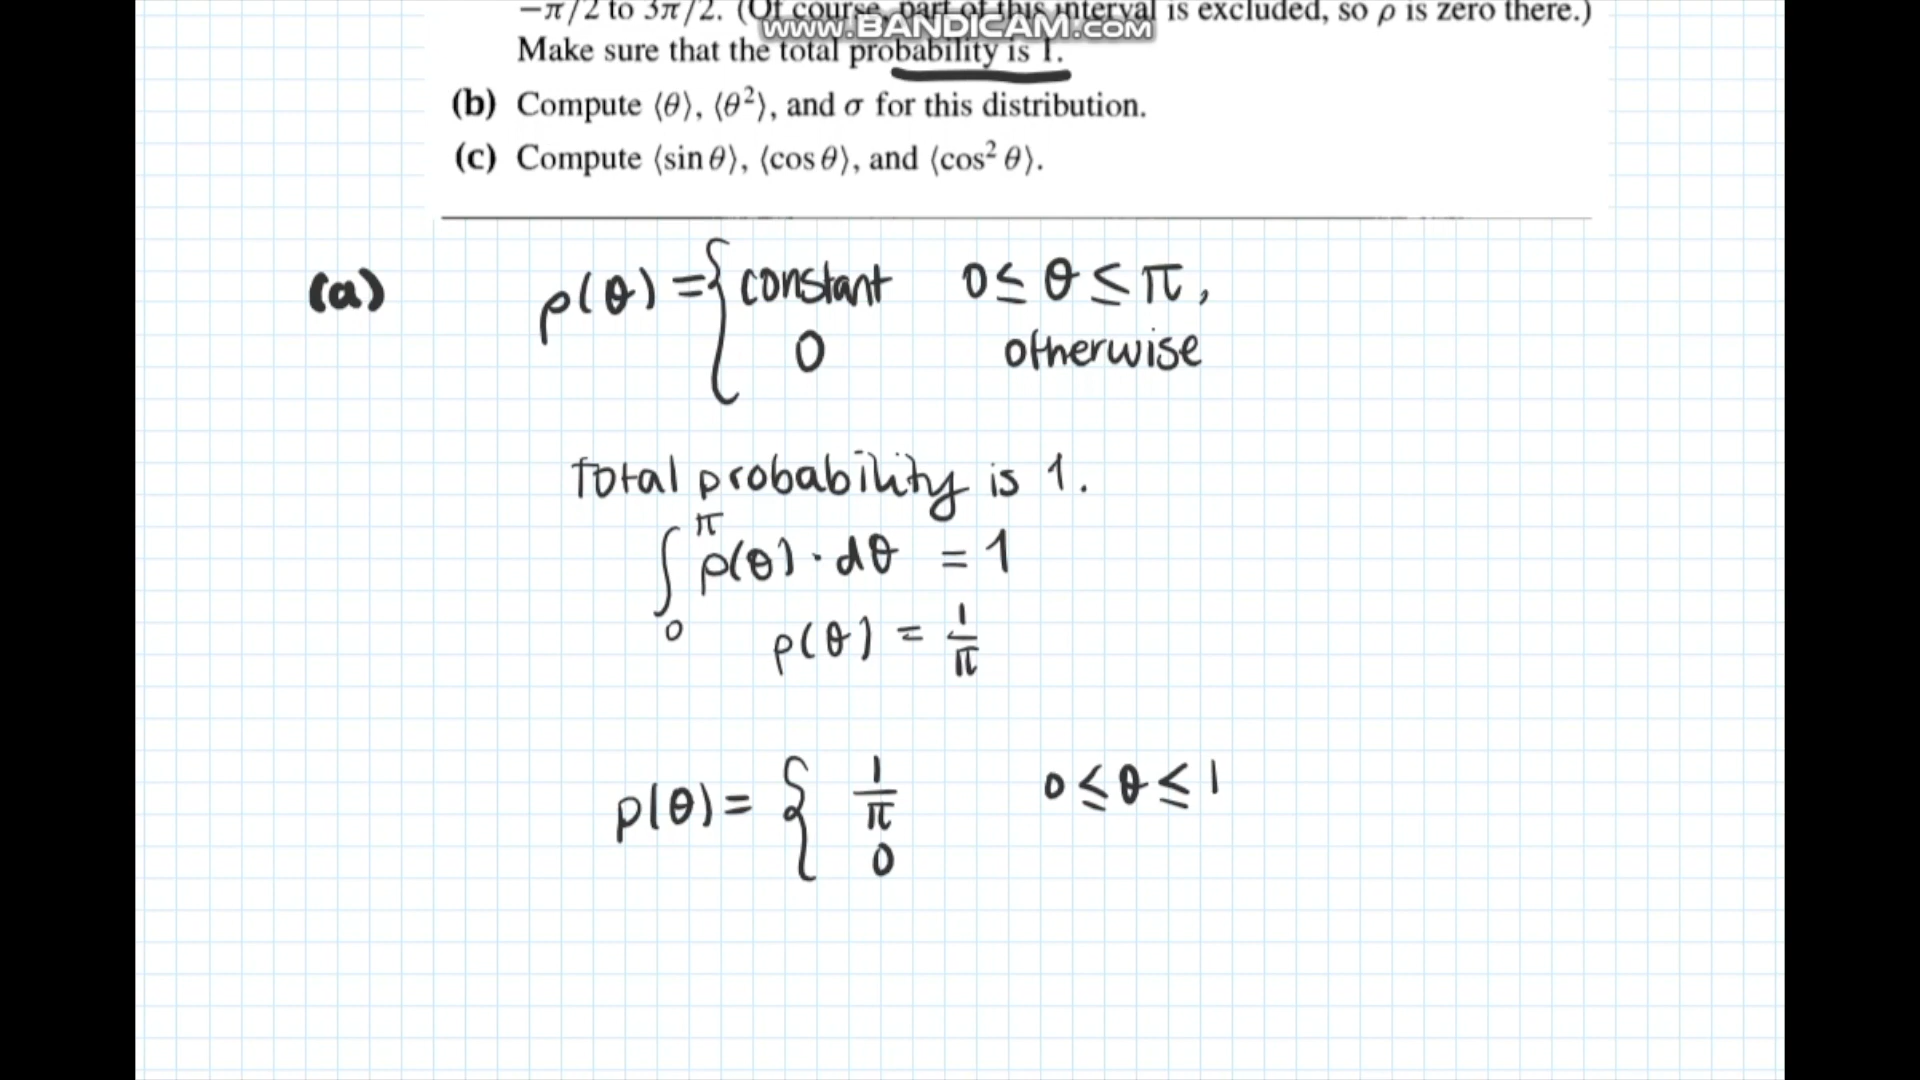 −π/2 to 3π/2. (Of course, part of this interval is excluded, so ρ is zero there.)
www.BANDICAM.com
Make sure that the total probability is 1.
(b) Compute ⟨θ⟩, ⟨θ²⟩, and σ for this distribution.
(c) Compute ⟨sin θ⟩, ⟨cos θ⟩, and ⟨cos² θ⟩.
(a) ρ(θ) = { constant 0 ≤ θ ≤ π,
0 otherwise
Total probability is 1.
∫₀^π ρ(θ) · dθ = 1
ρ(θ) = 1/π
ρ(θ) = { 1/π 0 ≤ θ ≤ 1
0